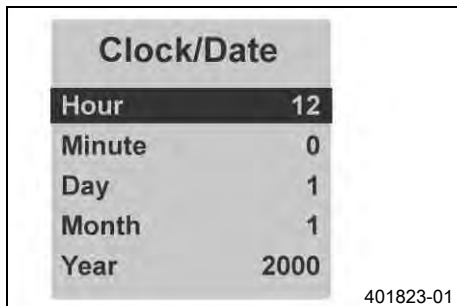 Clock/Date
Hour 12
Minute 0
Day 1
Month 1
Year 2000
401823-01